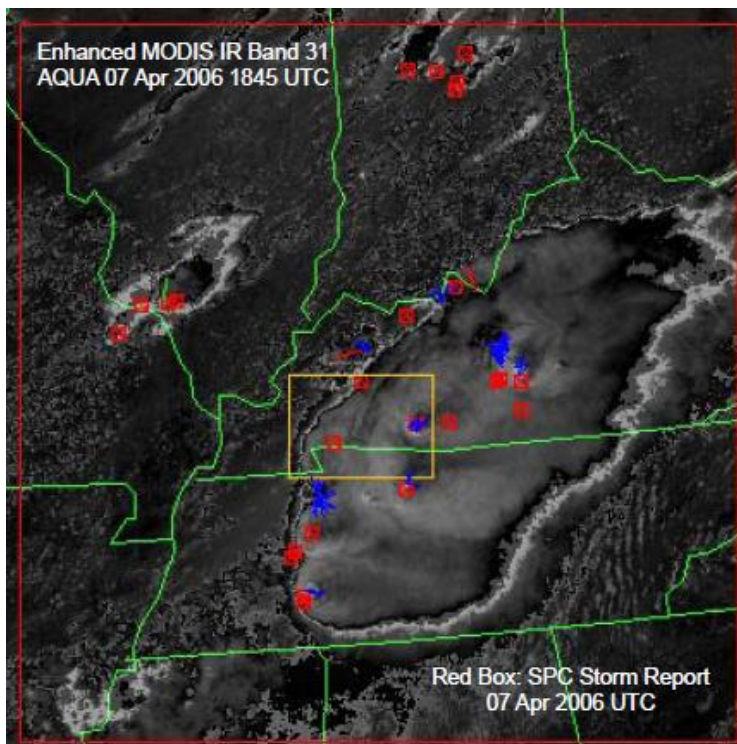 Enhanced MODIS IR Band 31
AQUA 07 Apr 2006 1845 UTC
Red Box: SPC Storm Report
07 Apr 2006 UTC